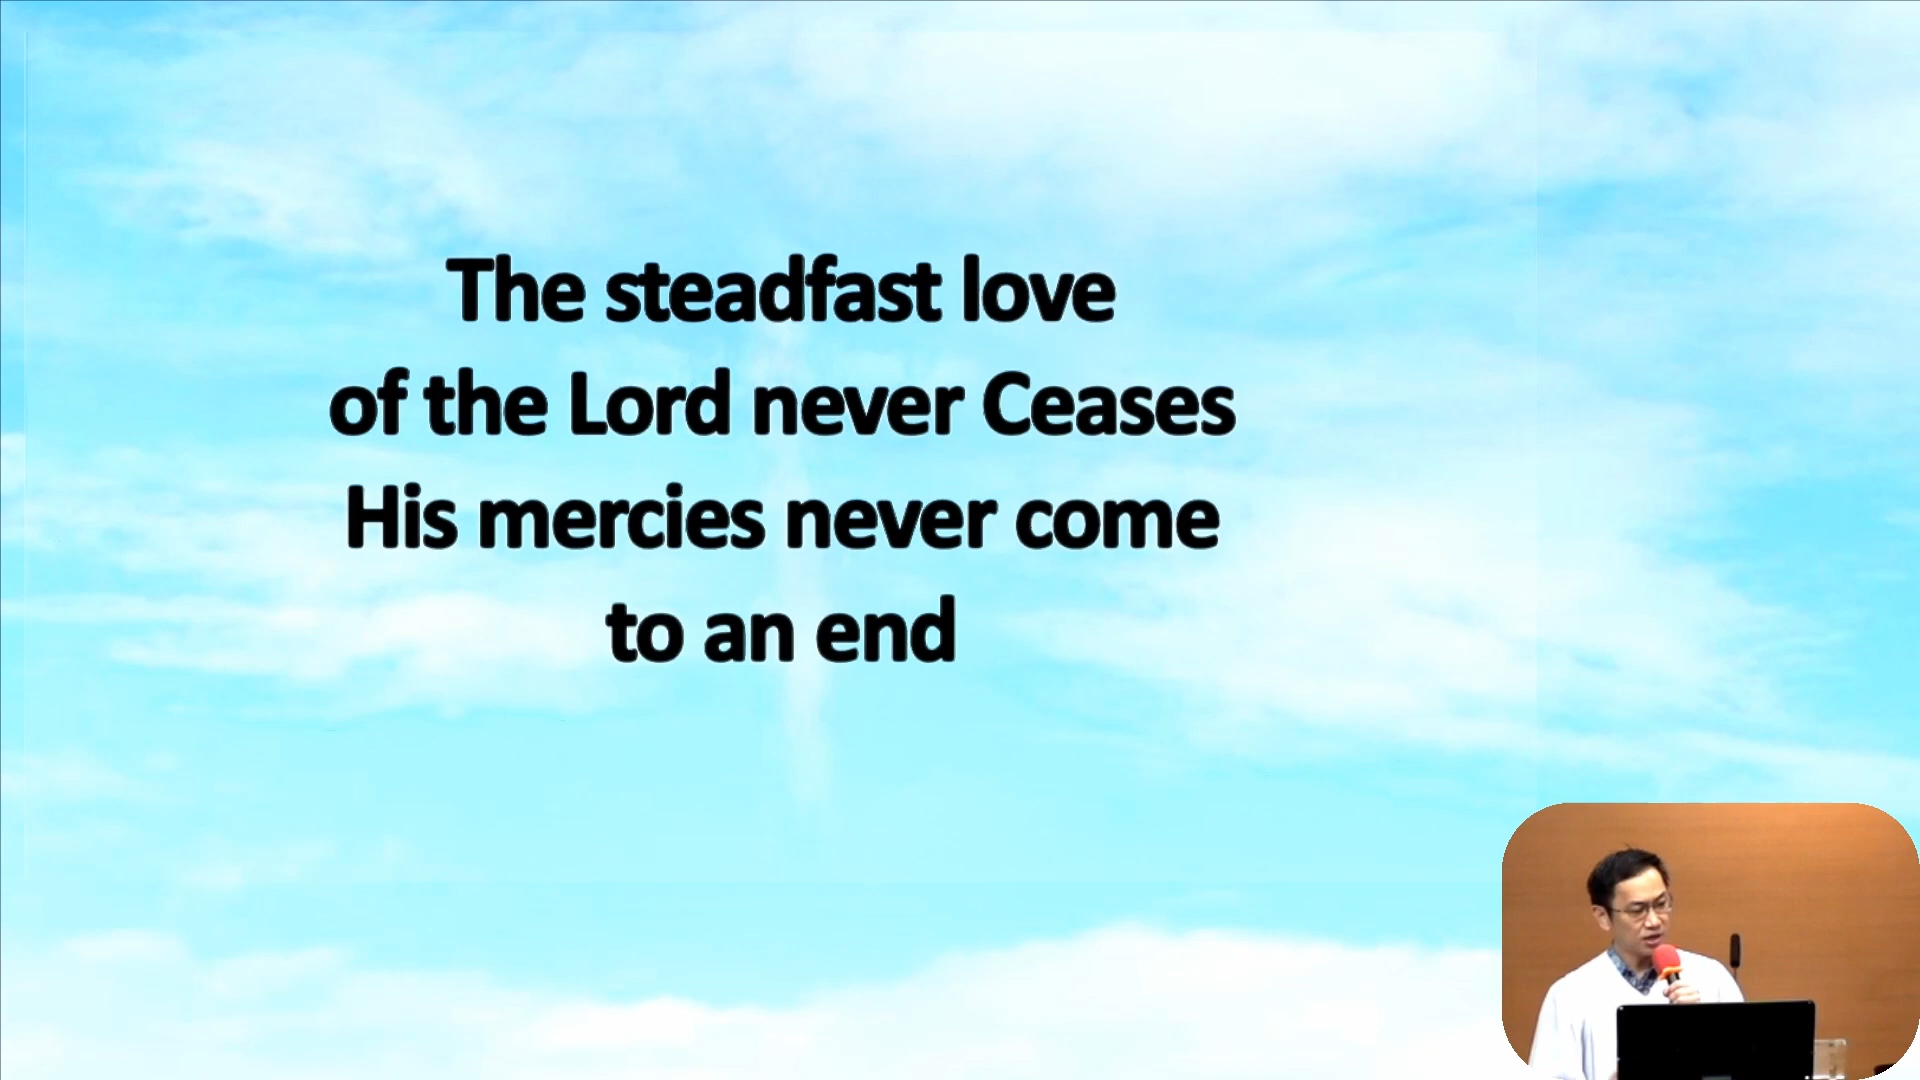 The steadfast love
of the Lord never Ceases
His mercies never come
to an end